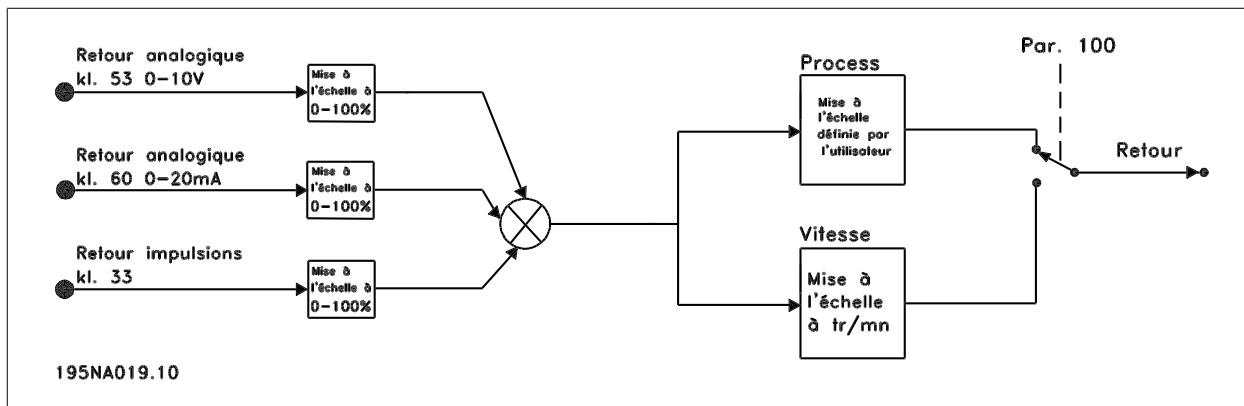 Retour analogique
kl. 53 0-10V
Mise à
l'échelle à
0-100%
Retour analogique
kl. 60 0-20mA
Mise à
l'échelle à
0-100%
Retour impulsions
kl. 33
Mise à
l'échelle à
0-100%
Process
Mise à
l'échelle
définie par
l'utilisateur
Vitesse
Mise à
l'échelle
à tr/mn
Par. 100
Retour
195NA019.10